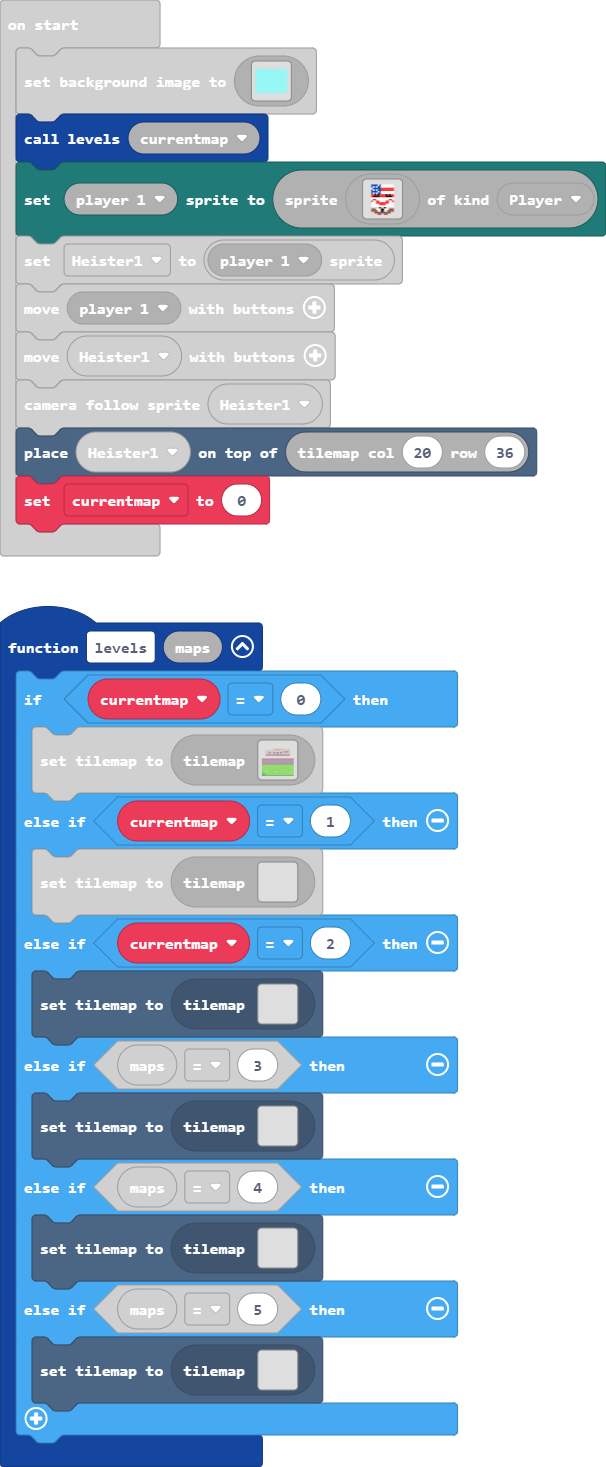 on start
set background image to
call levels currentmap
set player 1 sprite to sprite of kind Player
set Heister1 to player 1 sprite
move player 1 with buttons
move Heister1 with buttons
camera follow sprite Heister1
place Heister1 on top of tilemap col 20 row 36
set currentmap to 0
function levels maps
if currentmap = 0 then
set tilemap to tilemap
else if currentmap = 1 then
set tilemap to tilemap
else if currentmap = 2 then
set tilemap to tilemap
else if maps = 3 then
set tilemap to tilemap
else if maps = 4 then
set tilemap to tilemap
else if maps = 5 then
set tilemap to tilemap